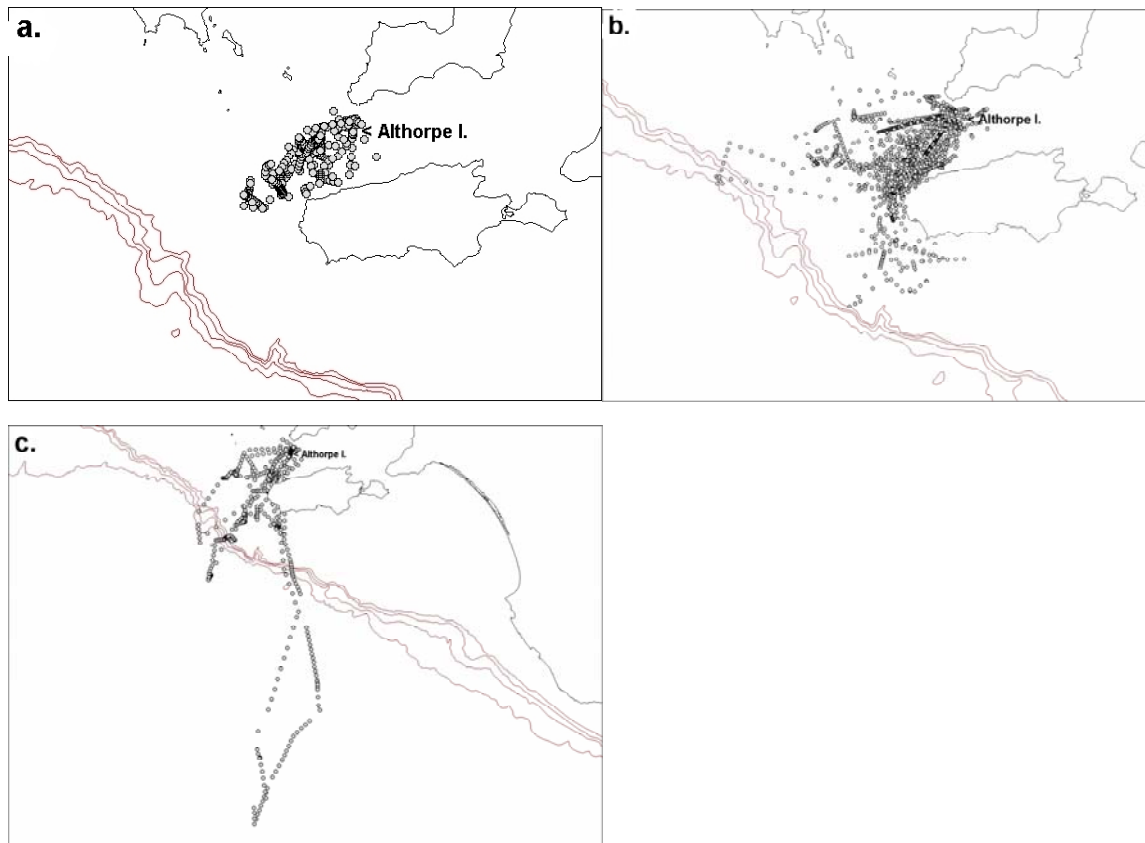 a.
< Althorpe I.
b.
< Althorpe I.
c.
Althorpe I.